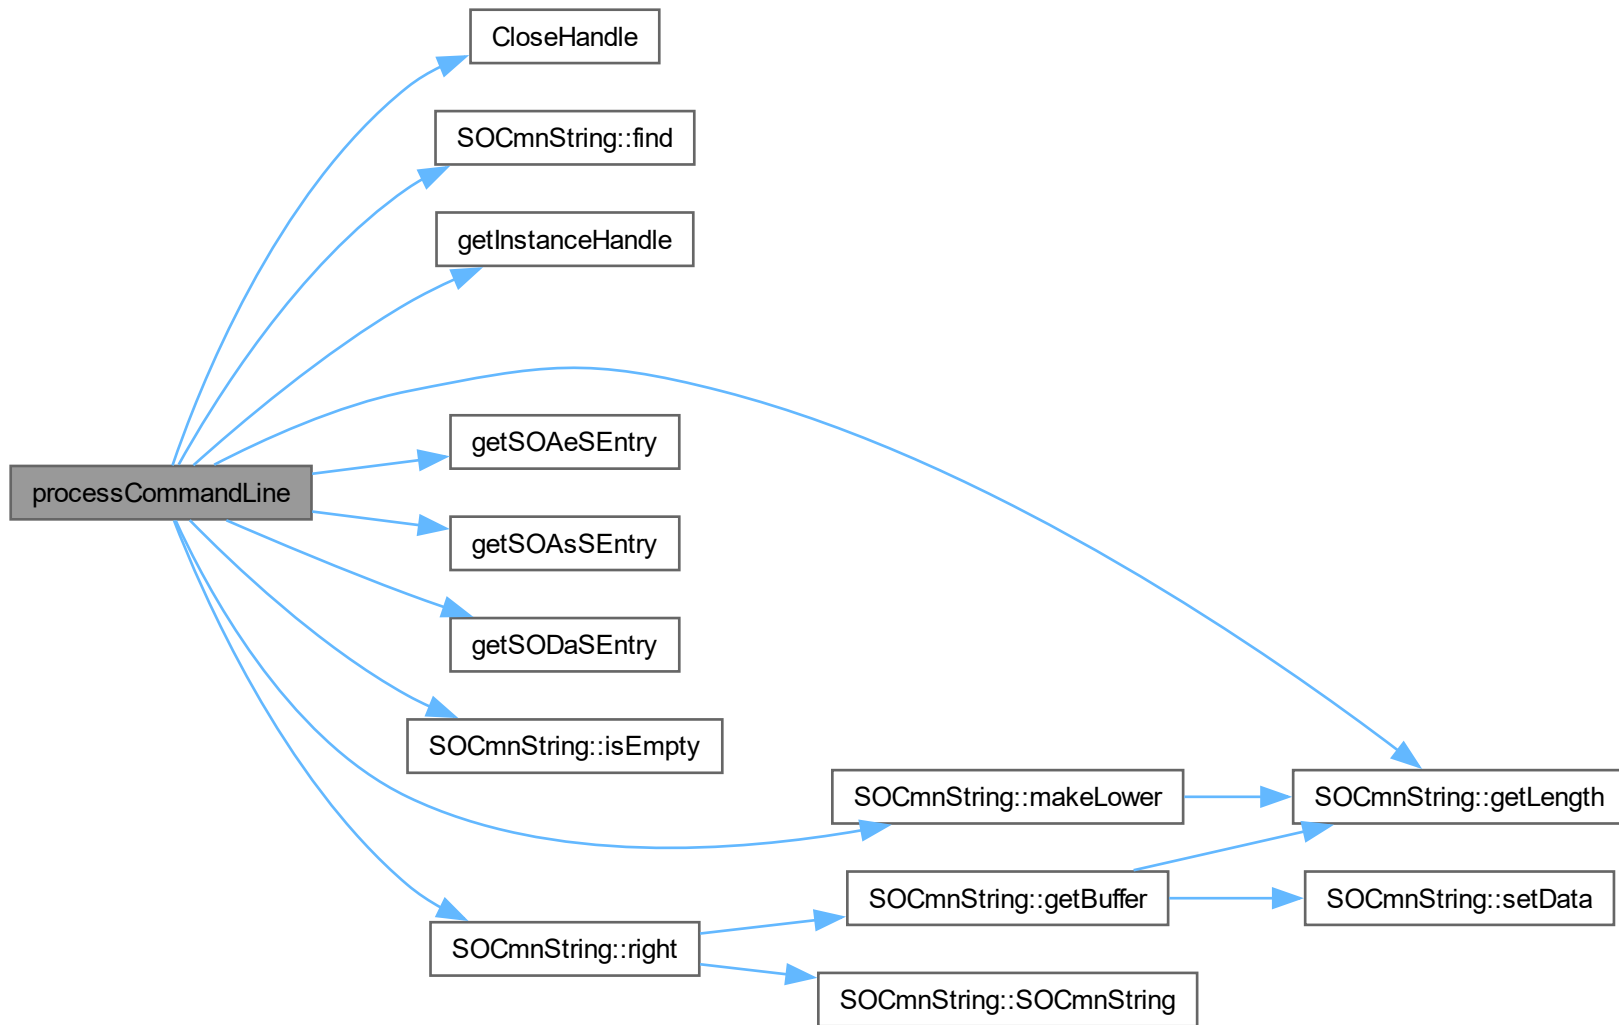 CloseHandle
SOCmnString::find
getInstanceHandle
getSOAeSEntry
processCommandLine
getSOAsSEntry
getSODaSEntry
SOCmnString::isEmpty
SOCmnString::makeLower
SOCmnString::getLength
SOCmnString::getBuffer
SOCmnString::setData
SOCmnString::right
SOCmnString::SOCmnString